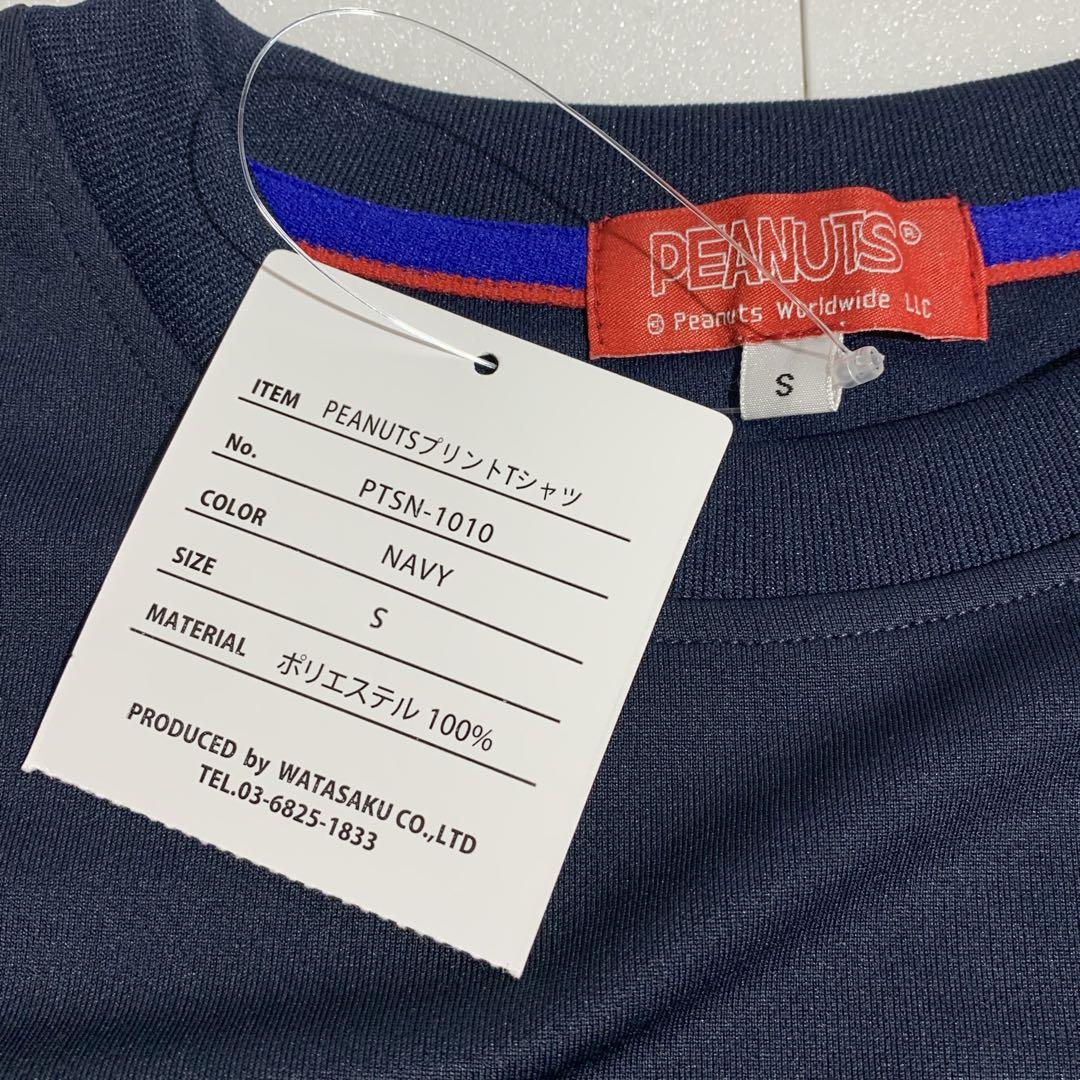 PEANUTS®
© Peanuts Worldwide LLC
S
ITEM PEANUTSプリントTシャツ
No. PTSN-1010
COLOR NAVY
SIZE S
MATERIAL ポリエステル 100%
PRODUCED by WATASAKU CO.,LTD
TEL.03-6825-1833